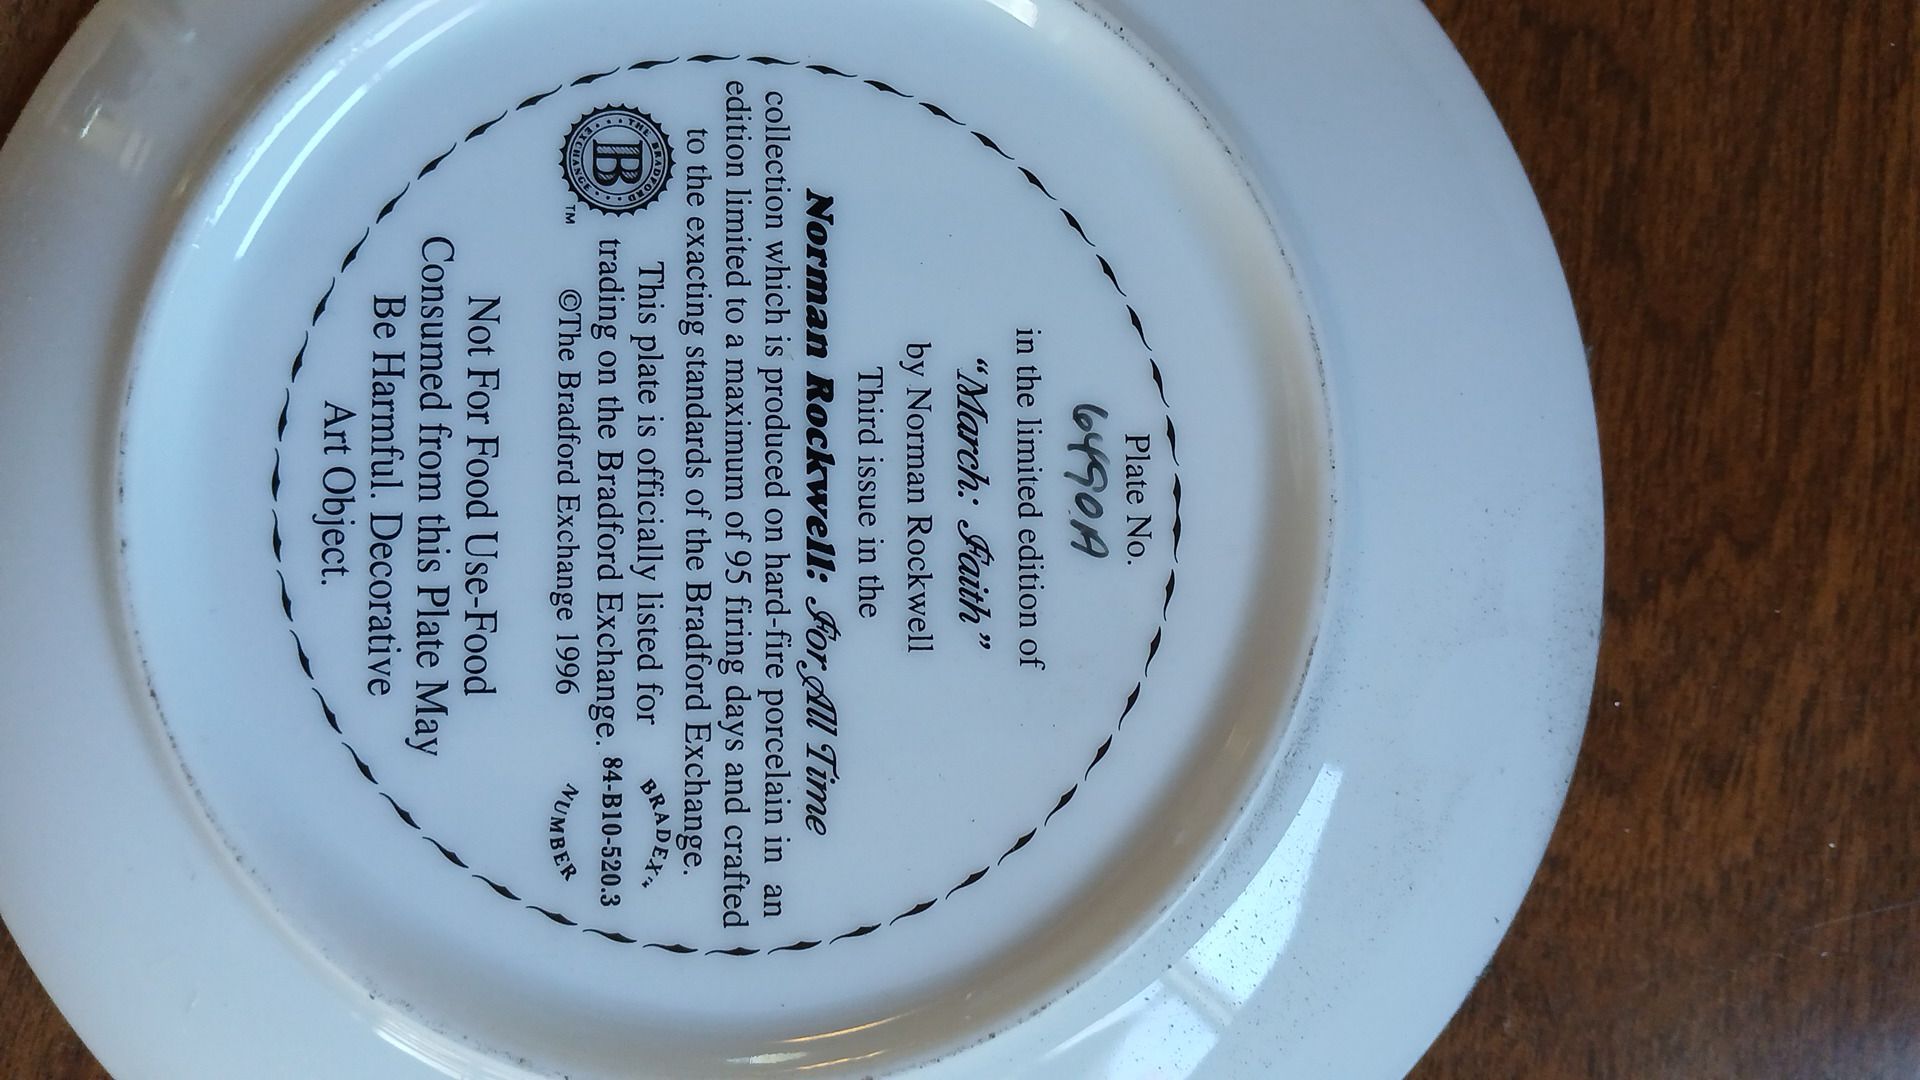 Plate No.
6490A
in the limited edition of
“March: Faith”
by Norman Rockwell
Third issue in the
Norman Rockwell: For All Time
collection which is produced on hard-fire porcelain in an
edition limited to a maximum of 95 firing days and crafted
to the exacting standards of the Bradford Exchange.
This plate is officially listed for
trading on the Bradford Exchange.
©The Bradford Exchange 1996
THE BRADFORD
B
EXCHANGE
TM
BRADEX
84-B10-520.3
NUMBER
Not For Food Use-Food
Consumed from this Plate May
Be Harmful. Decorative
Art Object.